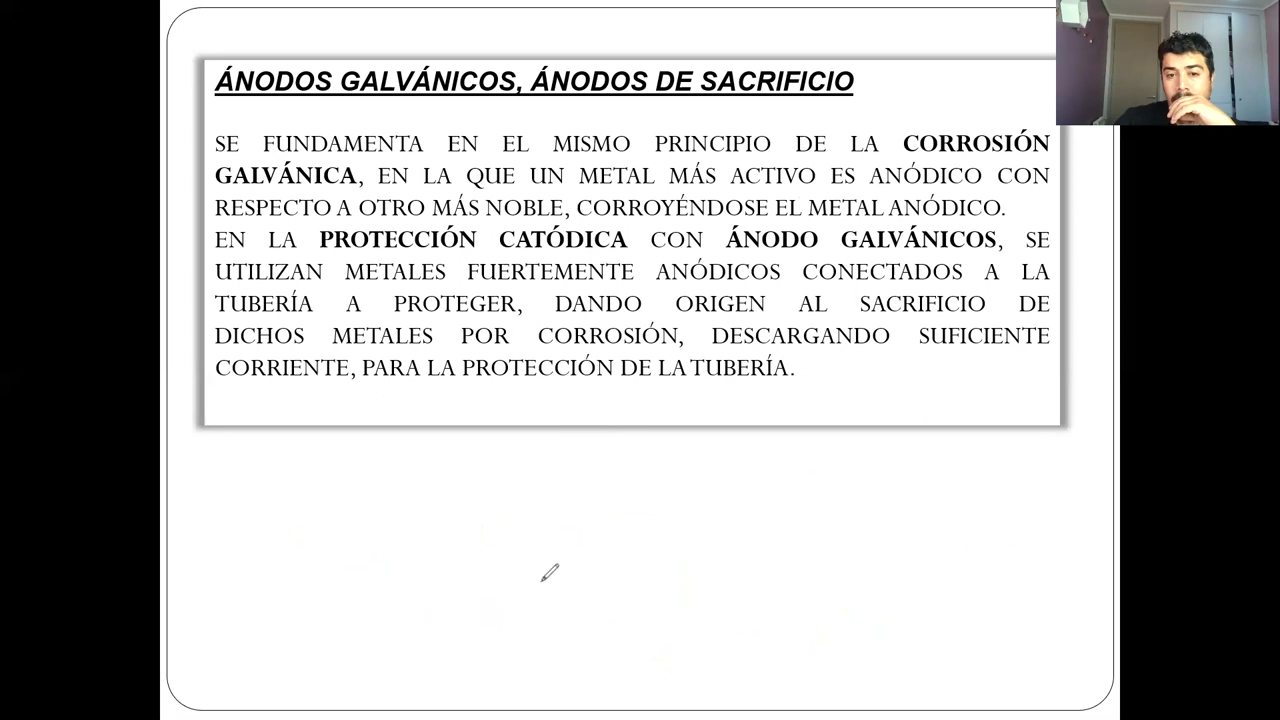 ÁNODOS GALVÁNICOS, ÁNODOS DE SACRIFICIO
SE FUNDAMENTA EN EL MISMO PRINCIPIO DE LA CORROSIÓN
GALVÁNICA, EN LA QUE UN METAL MÁS ACTIVO ES ANÓDICO CON
RESPECTO A OTRO MÁS NOBLE, CORROYÉNDOSE EL METAL ANÓDICO.
EN LA PROTECCIÓN CATÓDICA CON ÁNODO GALVÁNICOS, SE
UTILIZAN METALES FUERTEMENTE ANÓDICOS CONECTADOS A LA
TUBERÍA A PROTEGER, DANDO ORIGEN AL SACRIFICIO DE
DICHOS METALES POR CORROSIÓN, DESCARGANDO SUFICIENTE
CORRIENTE, PARA LA PROTECCIÓN DE LA TUBERÍA.